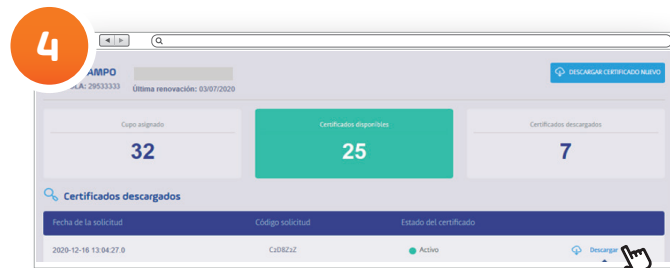 4
AMPO
29533333
Última renovación: 03/07/2020
DESCARGAR CERTIFICADO NUEVO
Cupo asignado
32
Certificados disponibles
25
Certificados descargados
7
Certificados descargados
Fecha de la solicitud Código solicitud Estado del certificado
2020-12-16 13:04:27.0 C2D8Z2Z Activo Descargar